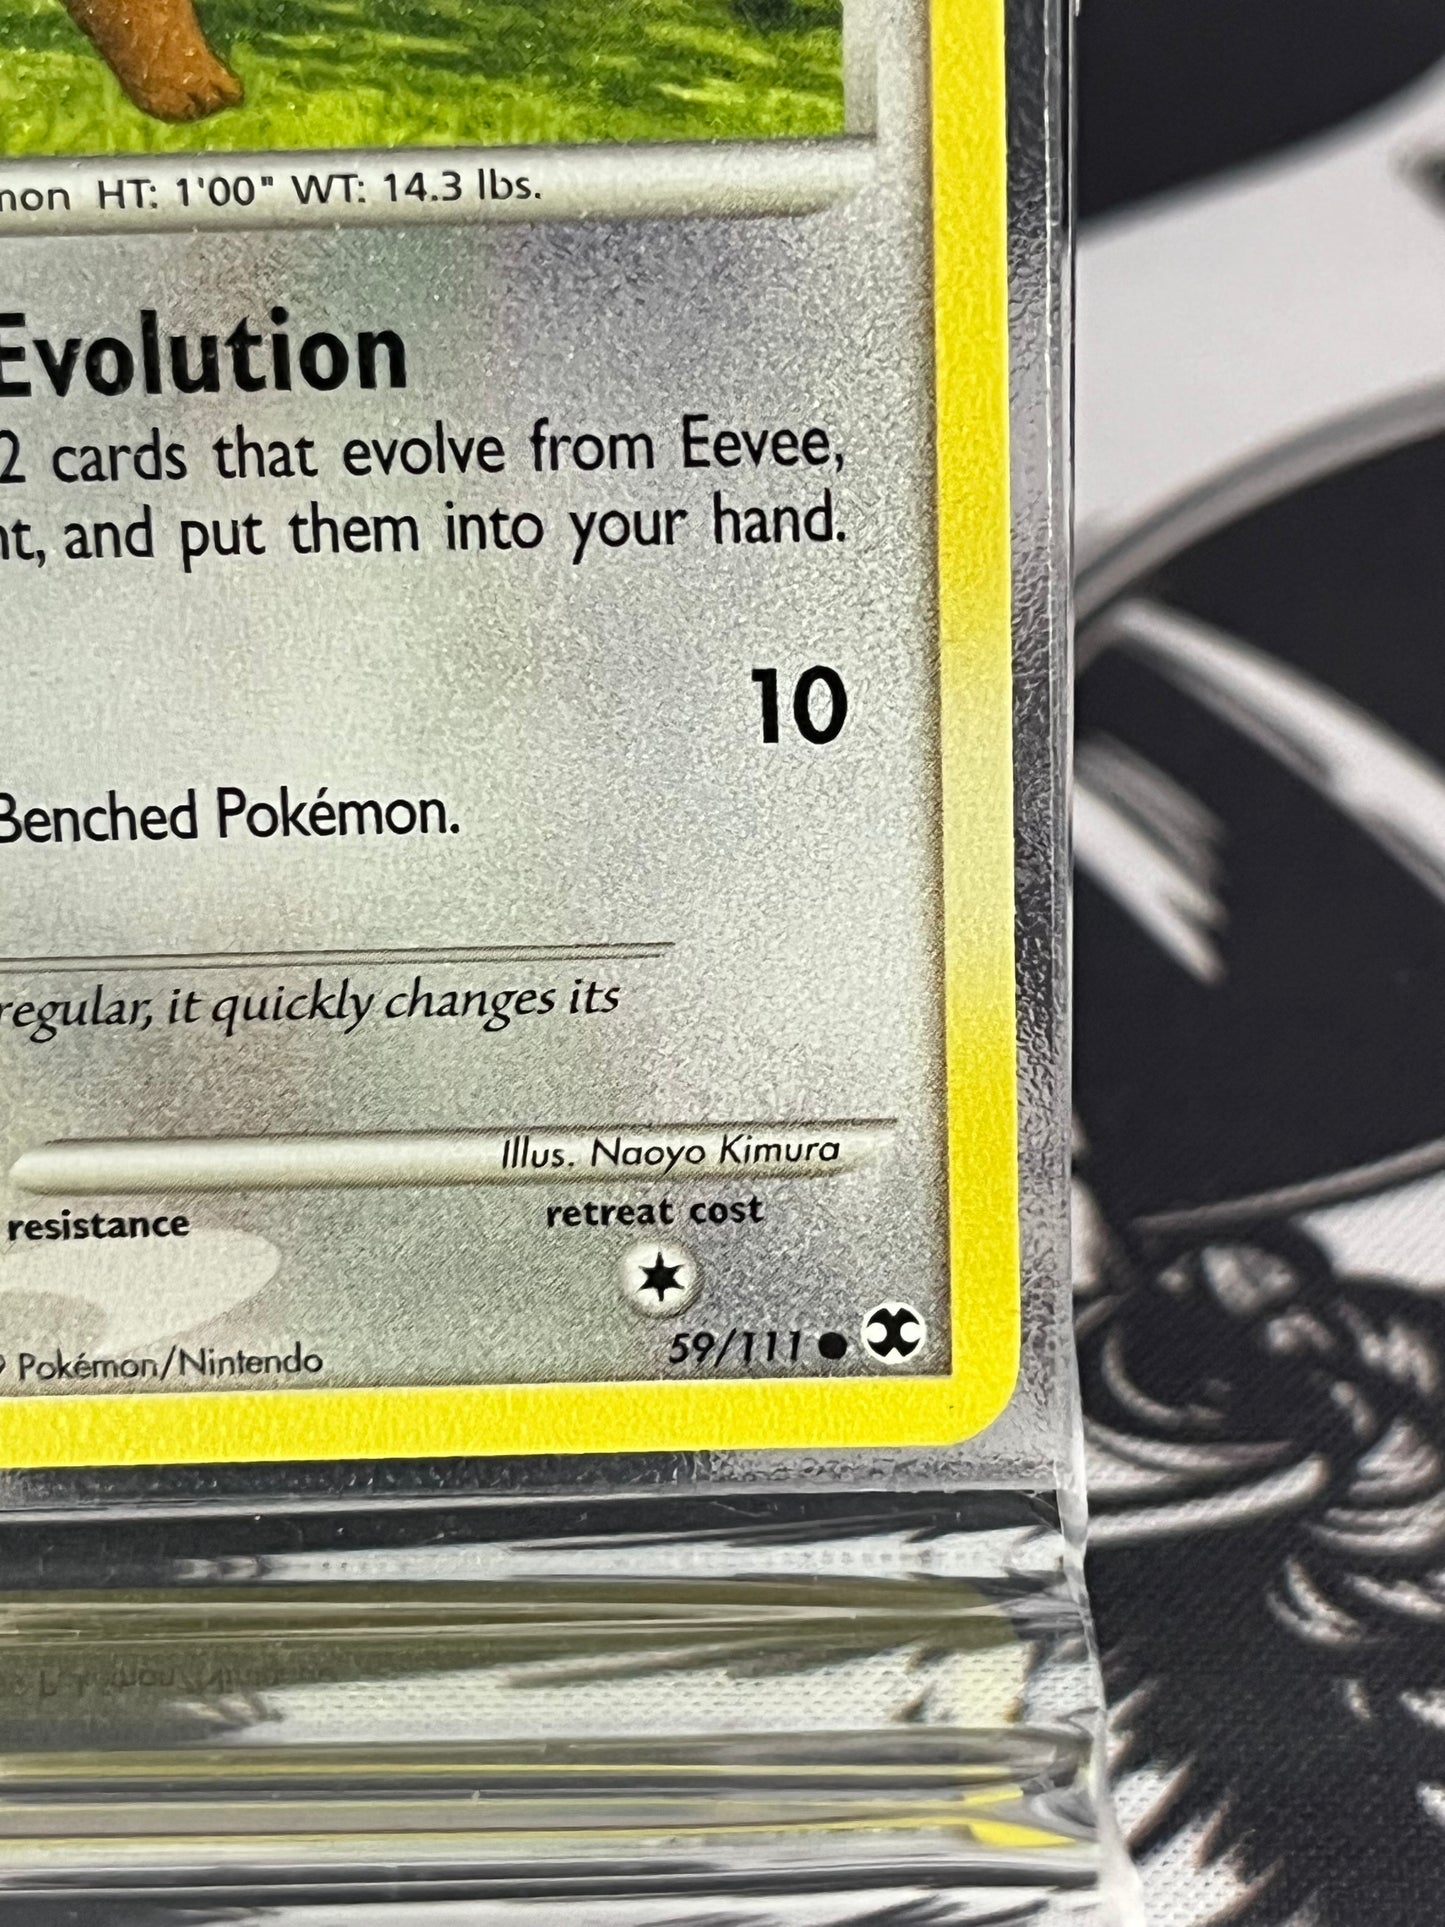 mon HT: 1'00" WT: 14.3 lbs.
Evolution
2 cards that evolve from Eevee,
nt, and put them into your hand.
10
Benched Pokémon.
regular, it quickly changes its
Illus. Naoyo Kimura
resistance retreat cost
59/111
Pokémon/Nintendo